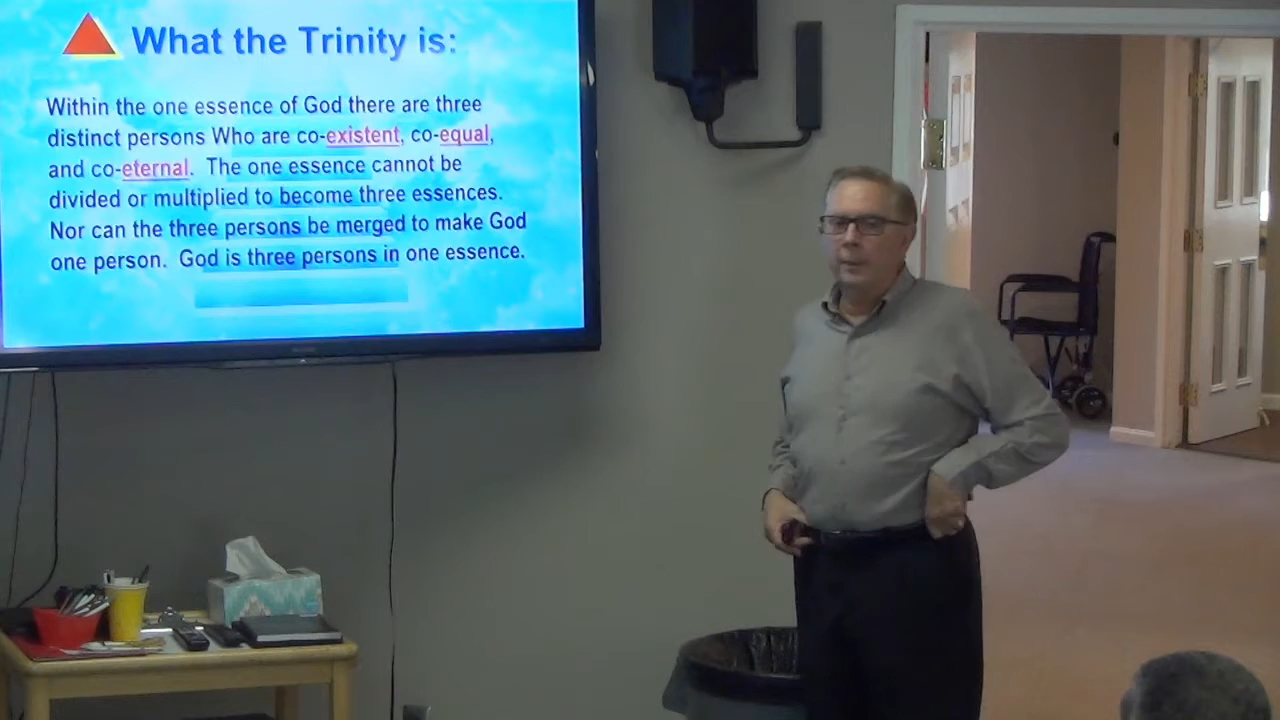 What the Trinity is:
Within the one essence of God there are three
distinct persons Who are co-existent, co-equal,
and co-eternal. The one essence cannot be
divided or multiplied to become three essences.
Nor can the three persons be merged to make God
one person. God is three persons in one essence.